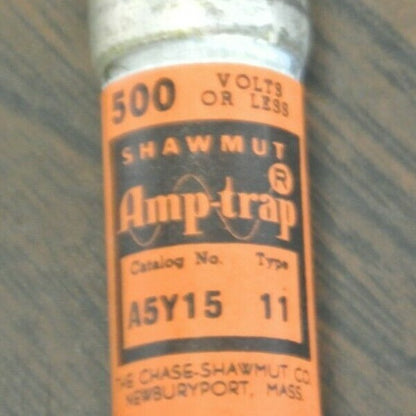 500 VOLTS
OR LESS
SHAWMUT
Amp-trap®
Catalog No. Type
A5Y15 11
THE CHASE-SHAWMUT CO.
NEWBURYPORT, MASS.